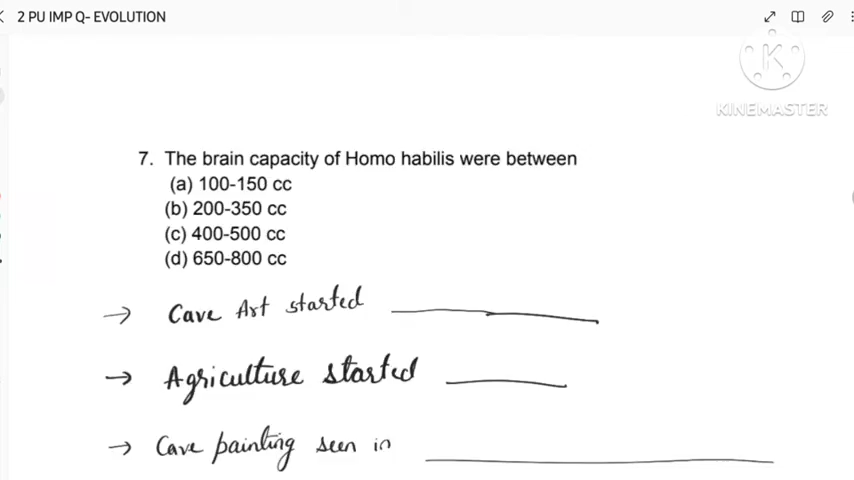 2 PU IMP Q- EVOLUTION
K
KINEMASTER
7. The brain capacity of Homo habilis were between
(a) 100-150 cc
(b) 200-350 cc
(c) 400-500 cc
(d) 650-800 cc
→ Cave Art started
→ Agriculture started
→ Cave painting seen in